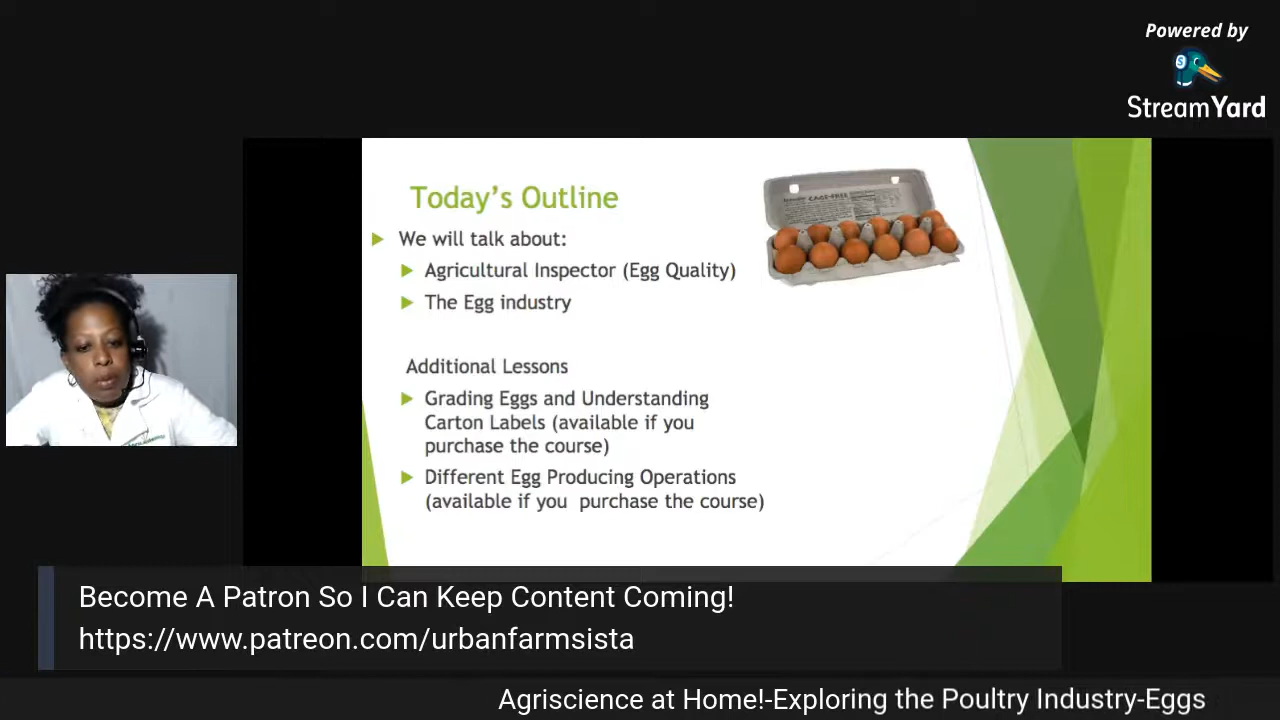 Powered by
StreamYard
Today's Outline
We will talk about:
Agricultural Inspector (Egg Quality)
The Egg industry
Additional Lessons
Grading Eggs and Understanding
Carton Labels (available if you
purchase the course)
Different Egg Producing Operations
(available if you purchase the course)
CAGE-FREE
Become A Patron So I Can Keep Content Coming!
https://www.patreon.com/urbanfarmsista
Agriscience at Home!-Exploring the Poultry Industry-Eggs